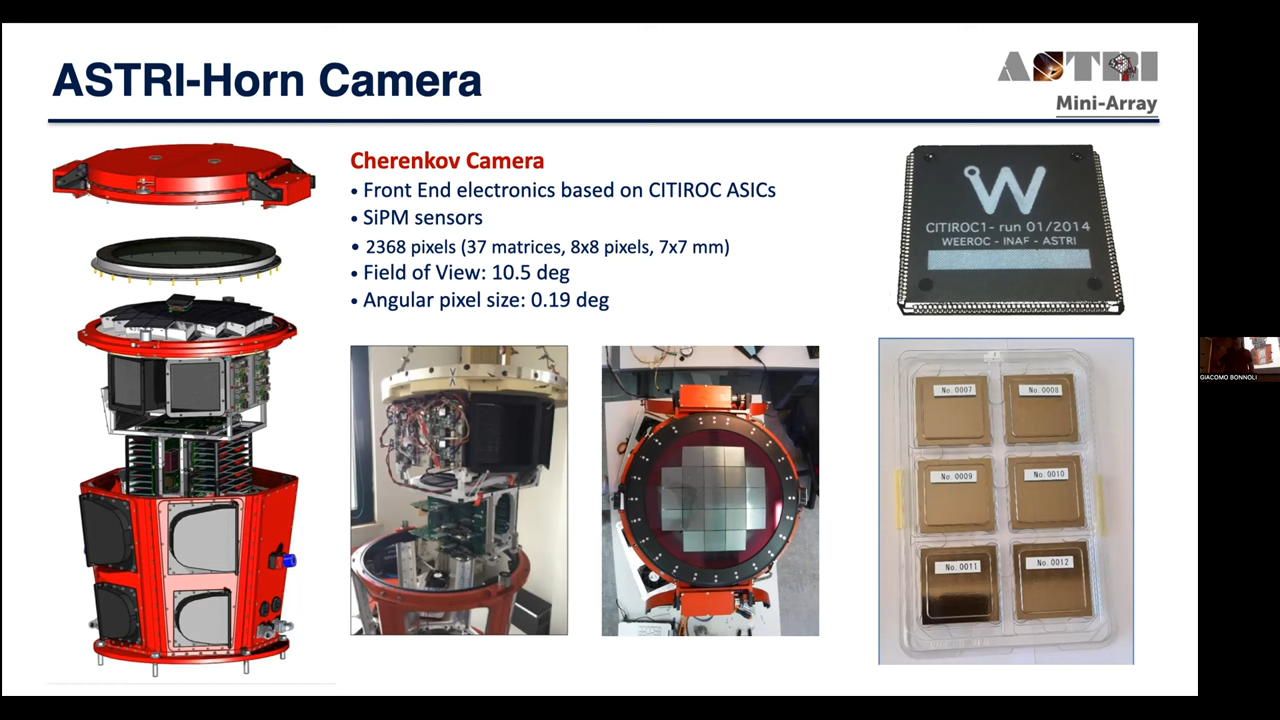 ASTRI-Horn Camera
ASTRI
Mini-Array
Cherenkov Camera
• Front End electronics based on CITIROC ASICs
• SiPM sensors
• 2368 pixels (37 matrices, 8x8 pixels, 7x7 mm)
• Field of View: 10.5 deg
• Angular pixel size: 0.19 deg
W
CITIROC1- run 01/2014
WEEROC - INAF - ASTRI
No.0007
No.0008
No.0009
No.0010
No.0011
No.0012
GIACOMO BONNOLI